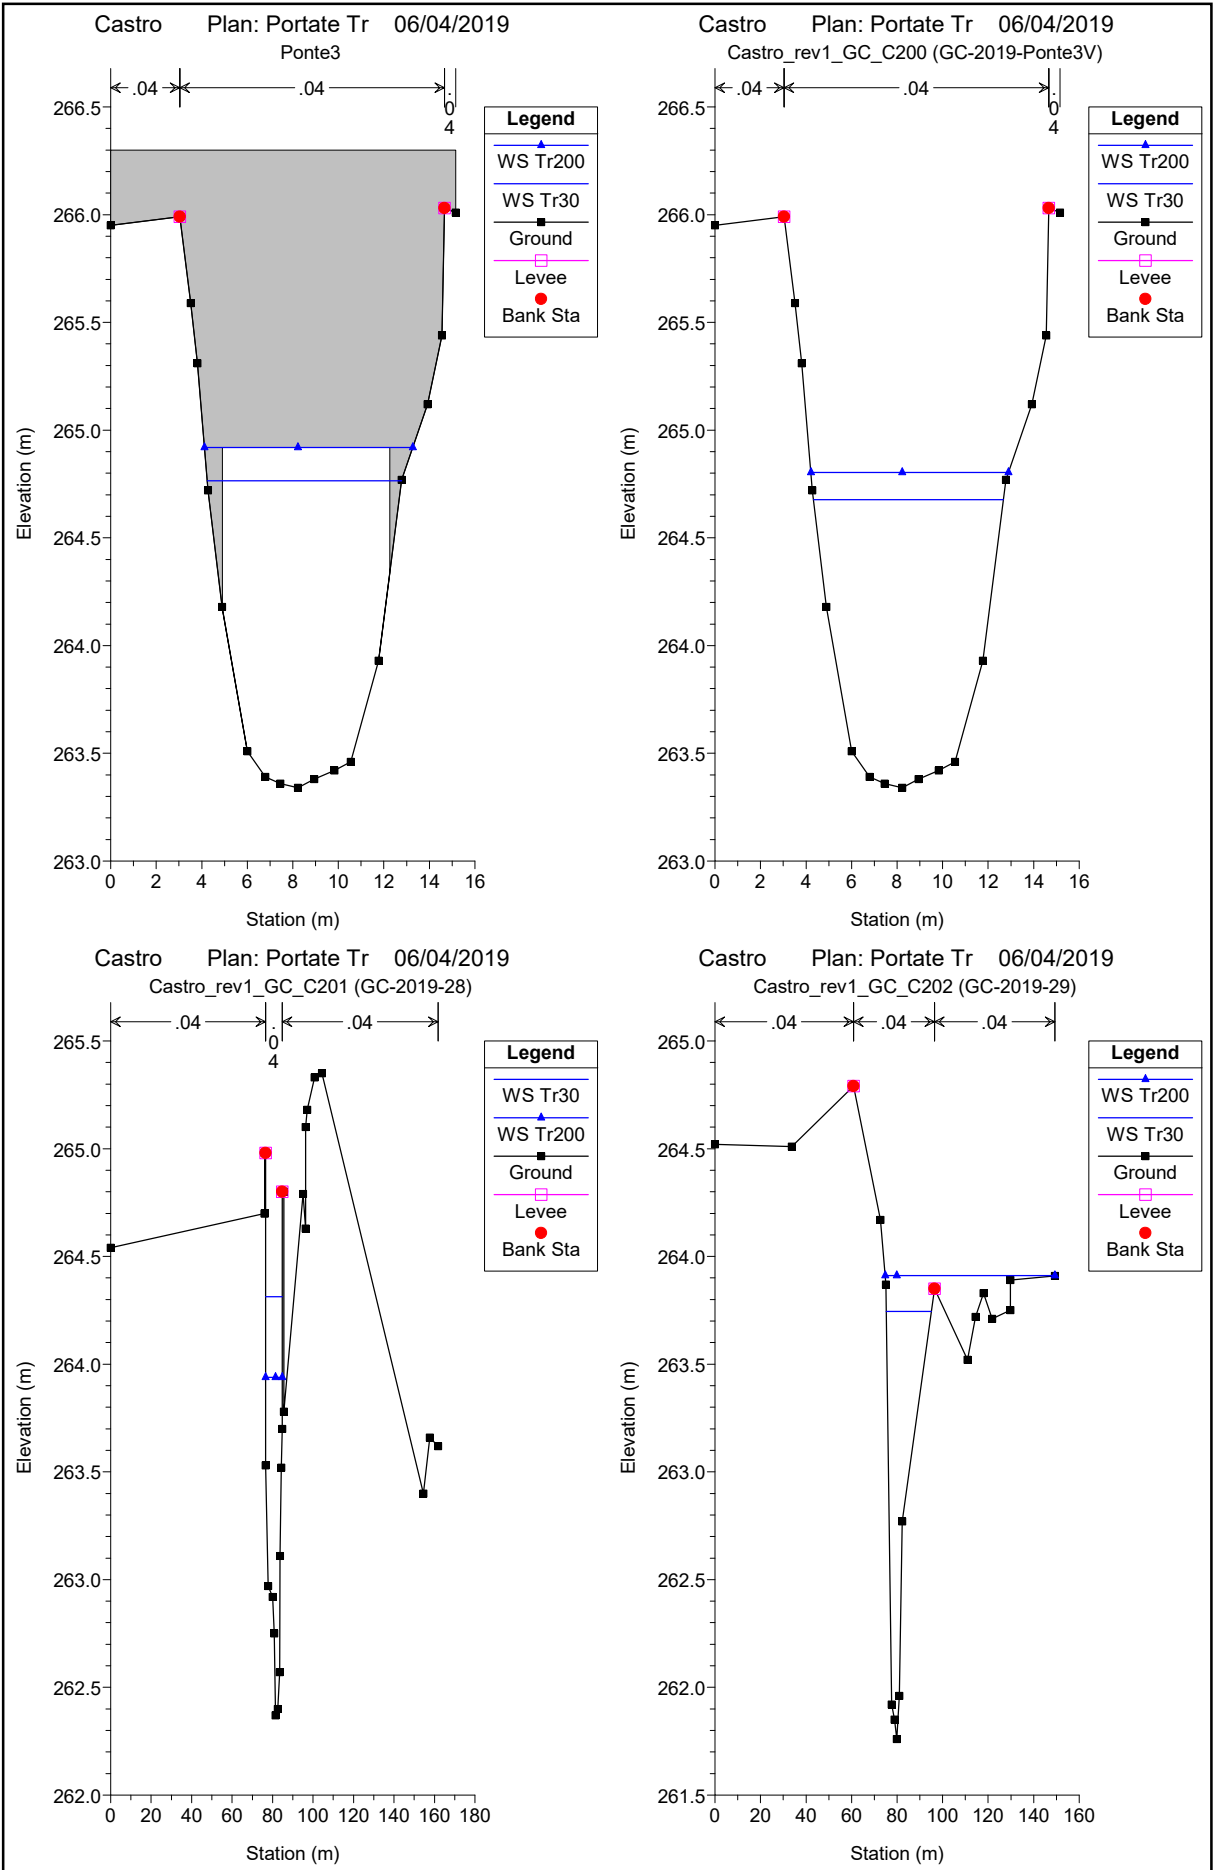 Castro Plan: Portate Tr 06/04/2019
Ponte3
.04 .04 .04
266.5
266.0
265.5
265.0
264.5
264.0
263.5
263.0
0 2 4 6 8 10 12 14 16
Station (m)
Elevation (m)
Legend
WS Tr200
WS Tr30
Ground
Levee
Bank Sta
Castro Plan: Portate Tr 06/04/2019
Castro_rev1_GC_C200 (GC-2019-Ponte3V)
.04 .04 .04
266.5
266.0
265.5
265.0
264.5
264.0
263.5
263.0
0 2 4 6 8 10 12 14 16
Station (m)
Elevation (m)
Legend
WS Tr200
WS Tr30
Ground
Levee
Bank Sta
Castro Plan: Portate Tr 06/04/2019
Castro_rev1_GC_C201 (GC-2019-28)
.04 .04 .04
265.5
265.0
264.5
264.0
263.5
263.0
262.5
262.0
0 20 40 60 80 100 120 140 160 180
Station (m)
Elevation (m)
Legend
WS Tr30
WS Tr200
Ground
Levee
Bank Sta
Castro Plan: Portate Tr 06/04/2019
Castro_rev1_GC_C202 (GC-2019-29)
.04 .04 .04
265.0
264.5
264.0
263.5
263.0
262.5
262.0
261.5
0 20 40 60 80 100 120 140 160
Station (m)
Elevation (m)
Legend
WS Tr200
WS Tr30
Ground
Levee
Bank Sta